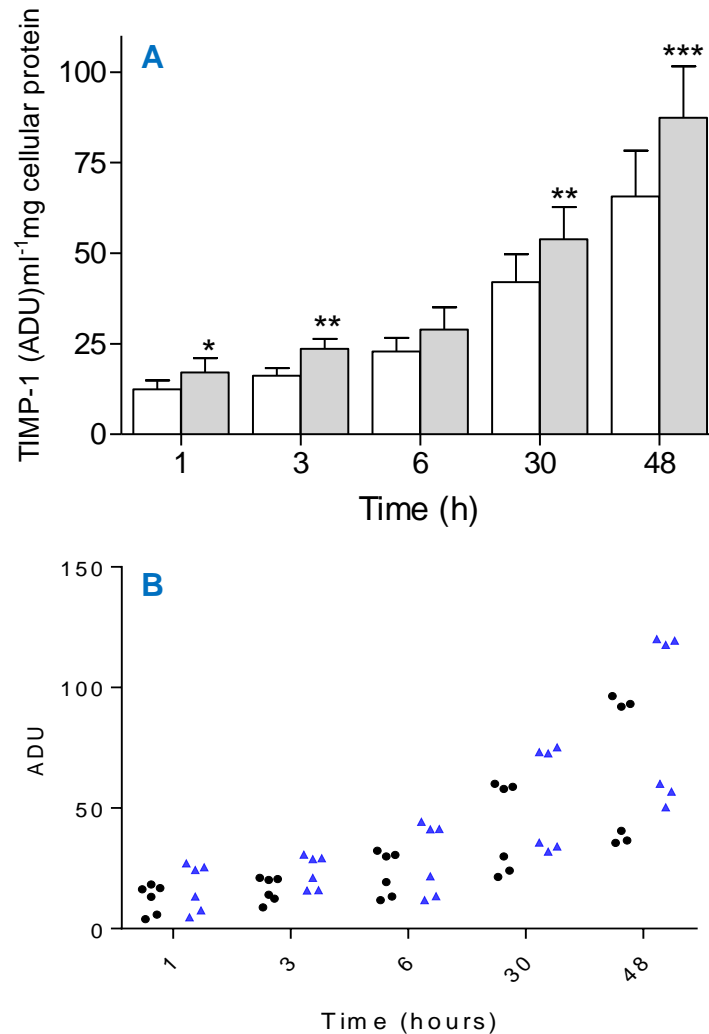 A
TIMP-1 (ADU)ml-1mg cellular protein
100
75
50
25
0
*
**
**
***
1 3 6 30 48
Time (h)
B
ADU
150
100
50
0
1 3 6 30 48
Time (hours)